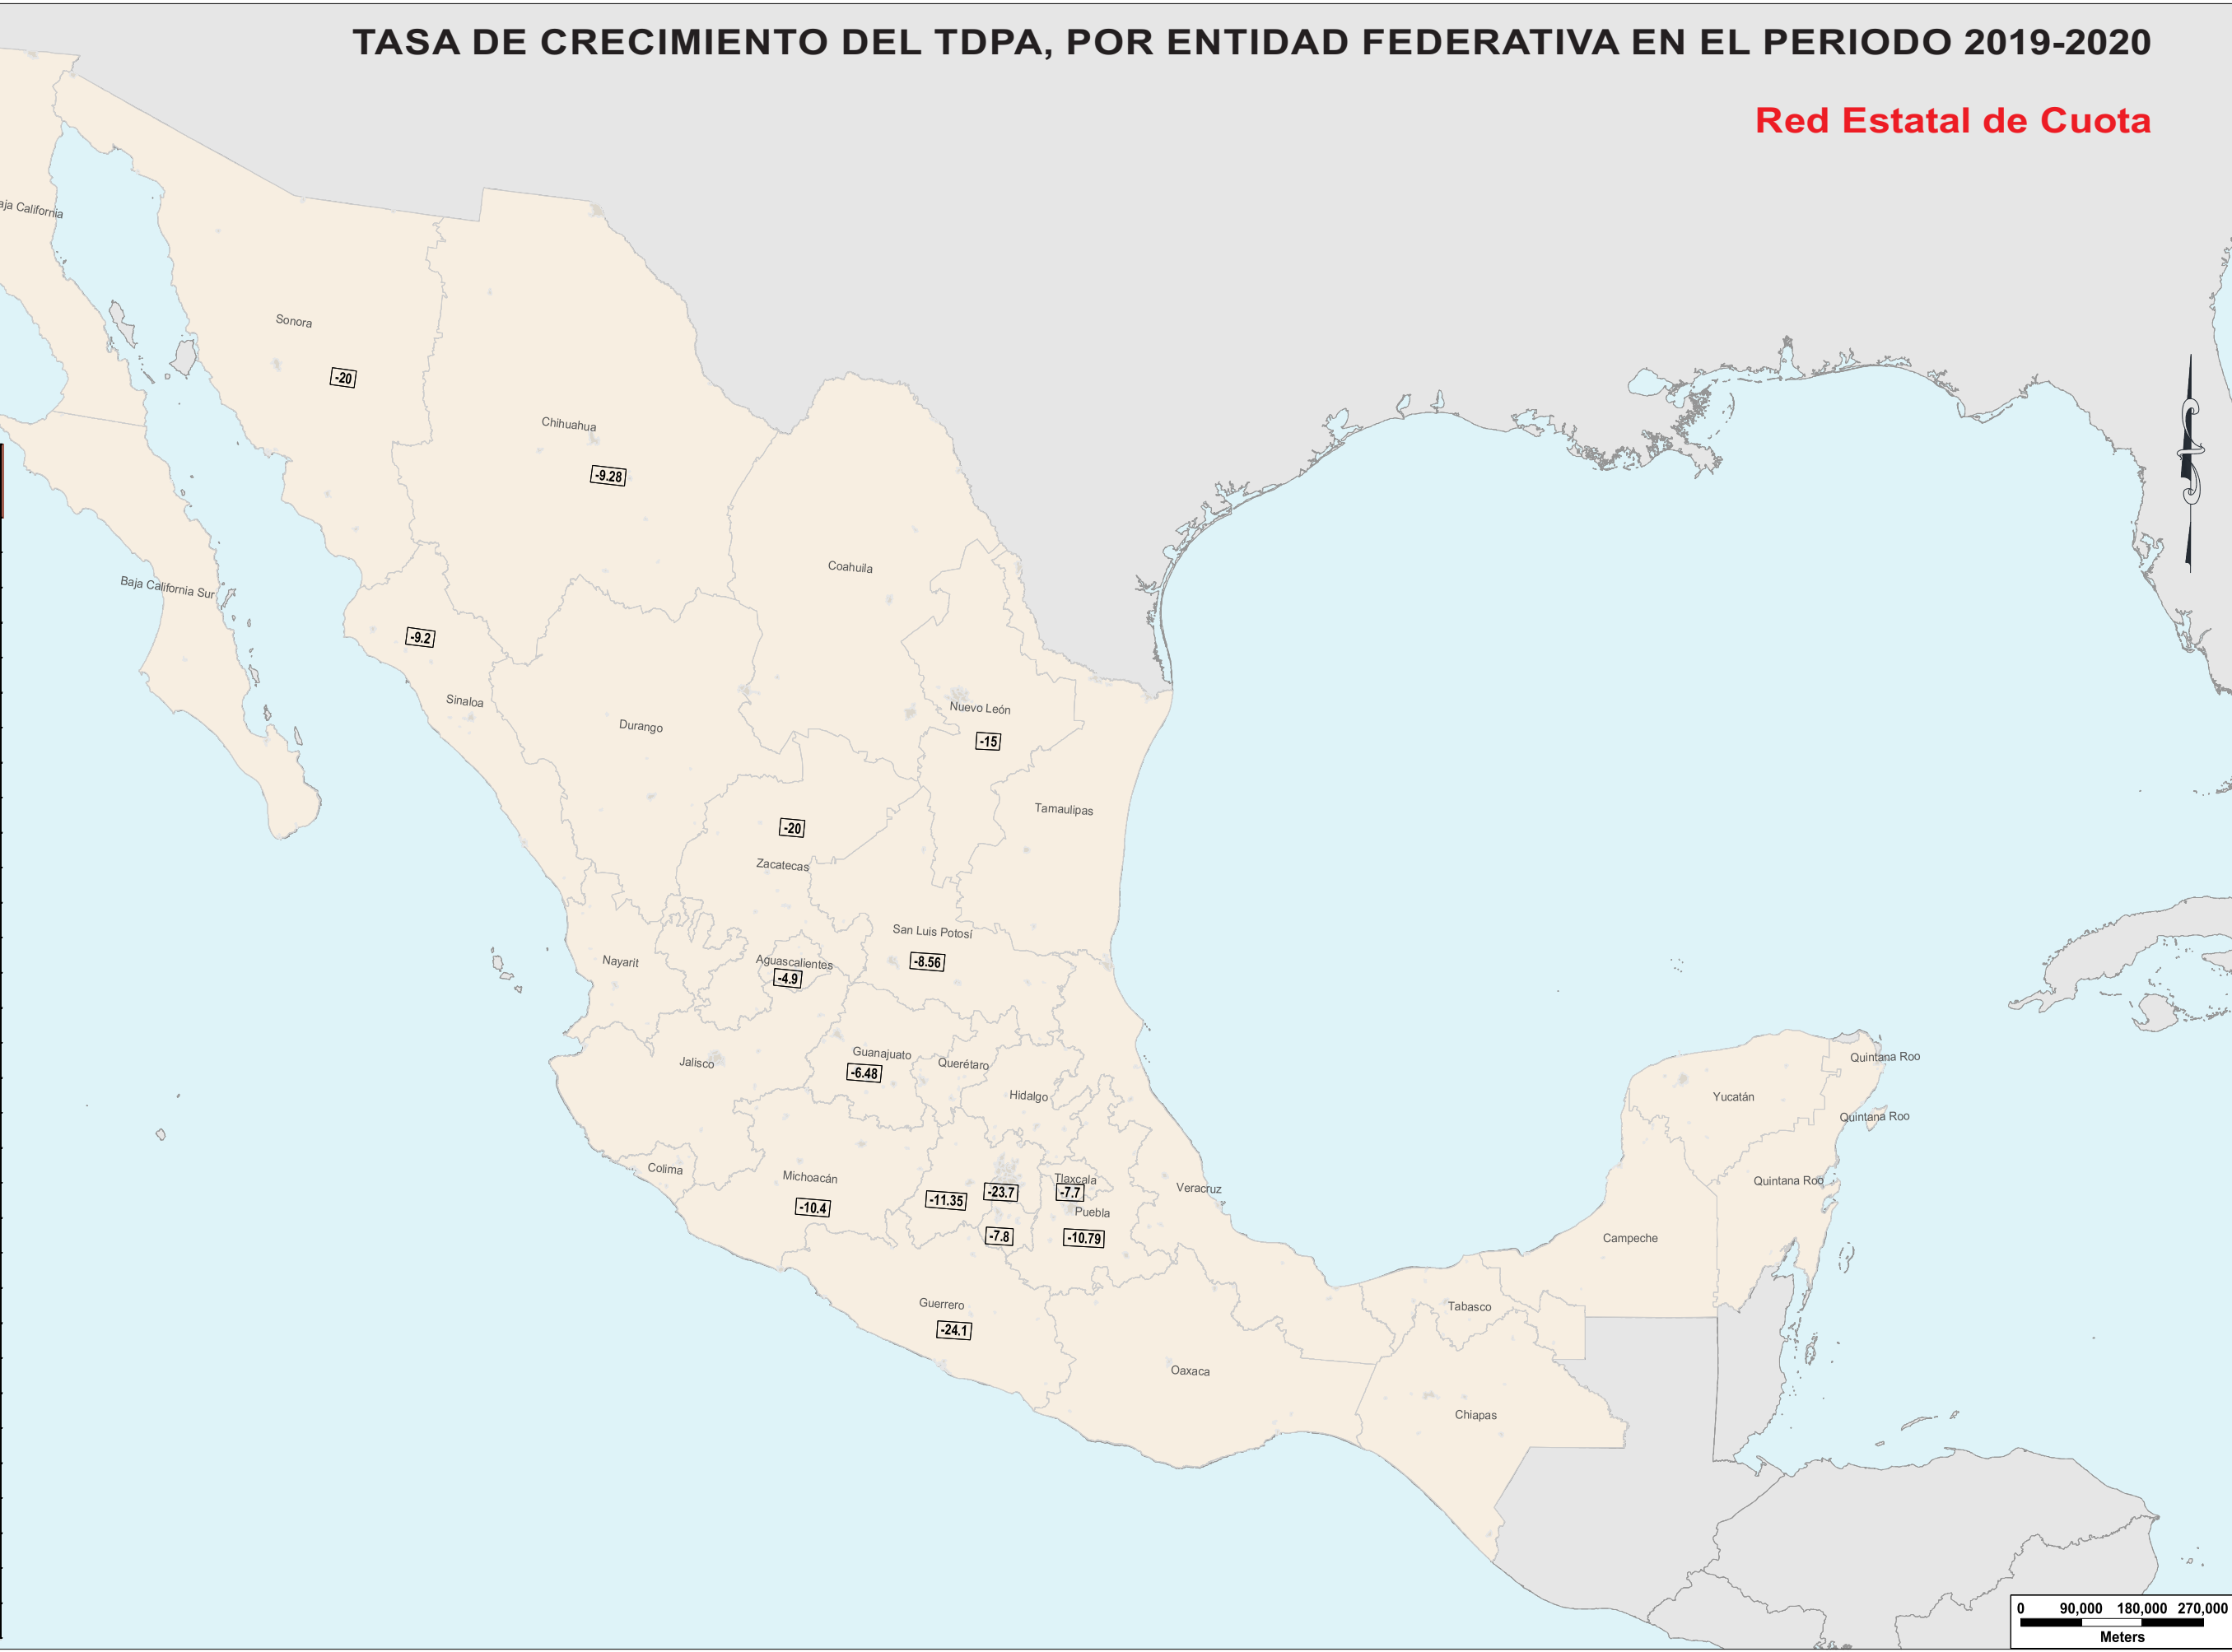 TASA DE CRECIMIENTO DEL TDPA, POR ENTIDAD FEDERATIVA EN EL PERIODO 2019-2020
Red Estatal de Cuota
aja California
Sonora
-20
Chihuahua
-9.28
Coahuila
Baja California Sur
-9.2
Sinaloa
Durango
Nuevo León
-15
Tamaulipas
-20
Zacatecas
San Luis Potosí
-8.56
Nayarit
Aguascalientes
-4.9
Jalisco
Guanajuato
-6.48
Querétaro
Hidalgo
Quintana Roo
Yucatán
Quintana Roo
Quintana Roo
Colima
Michoacán
-10.4
-11.35
-23.7
Tlaxcala
-7.7
Veracruz
Puebla
-7.8
-10.79
Campeche
Guerrero
-24.1
Tabasco
Oaxaca
Chiapas
0 90,000 180,000 270,000
Meters